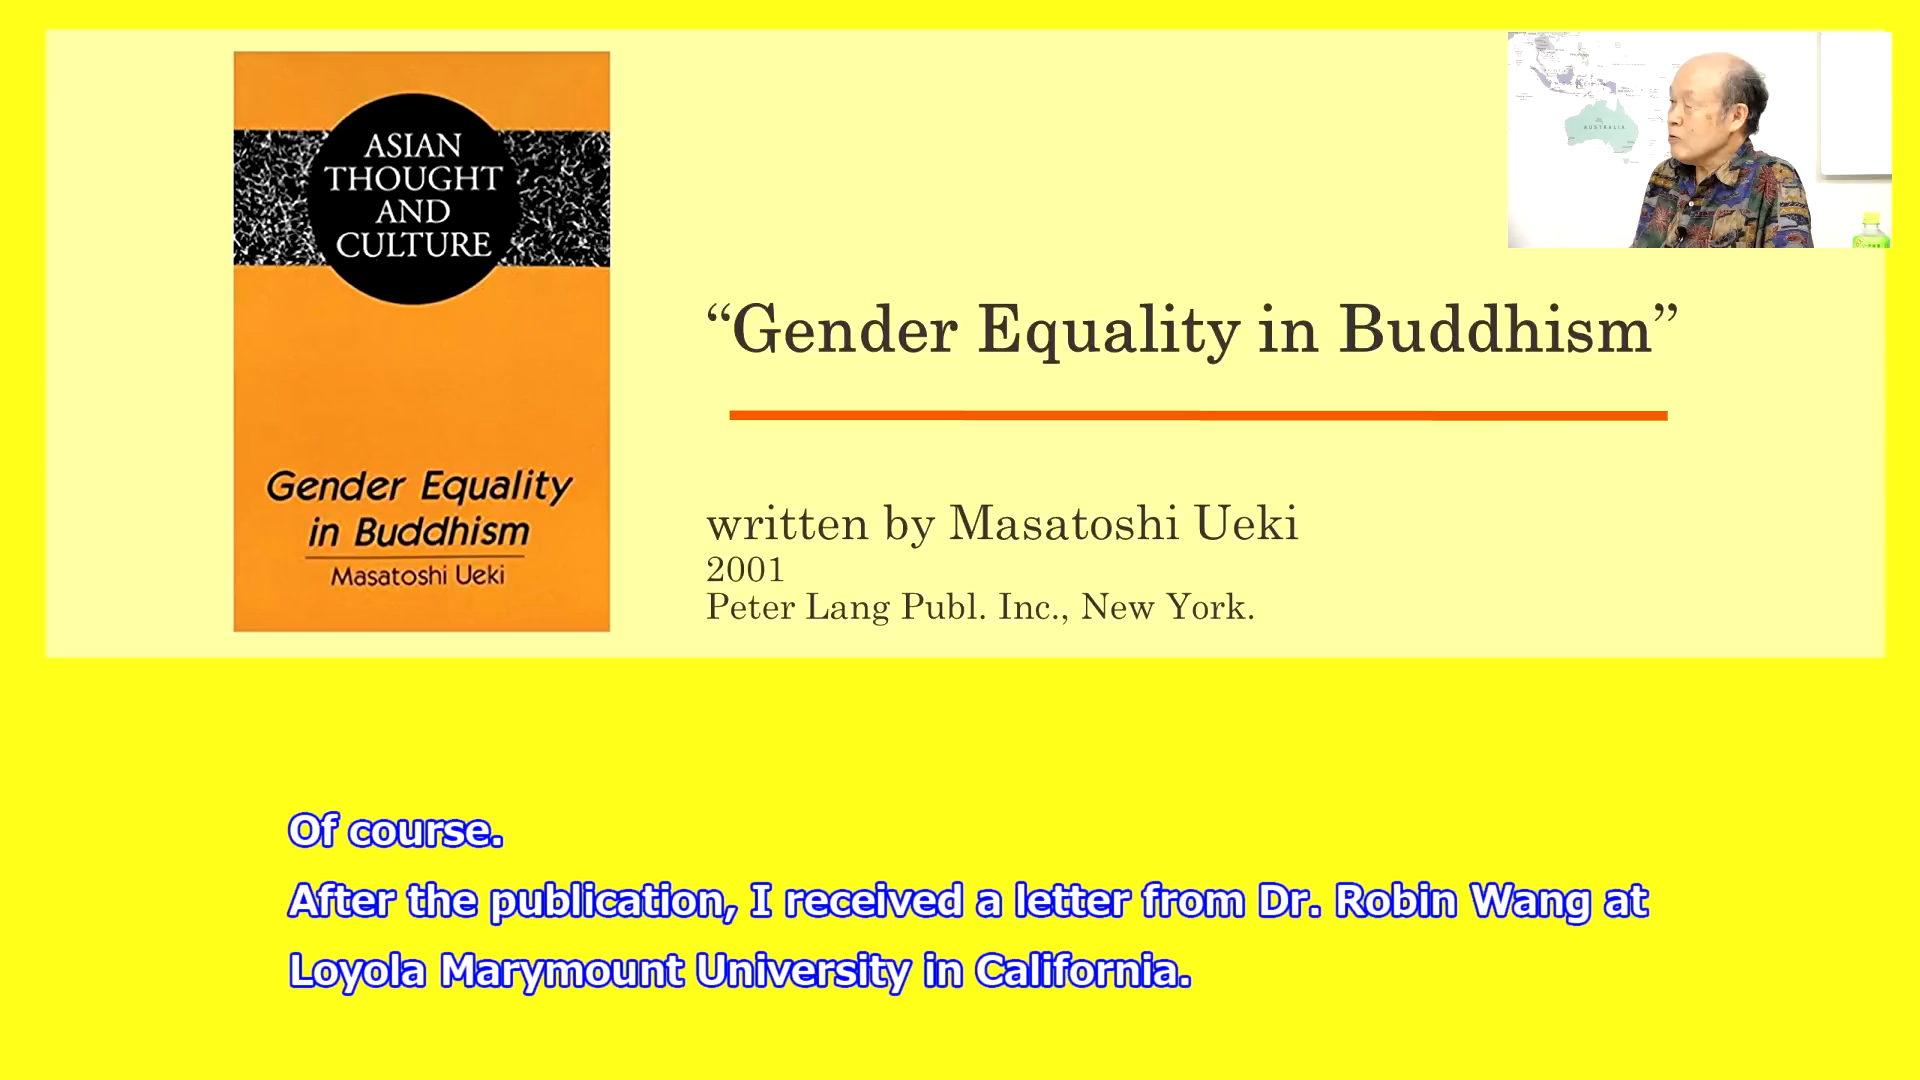 ASIAN
THOUGHT
AND
CULTURE
Gender Equality
in Buddhism
Masatoshi Ueki
AUSTRALIA
“Gender Equality in Buddhism”
written by Masatoshi Ueki
2001
Peter Lang Publ. Inc., New York.
Of course.
After the publication, I received a letter from Dr. Robin Wang at
Loyola Marymount University in California.